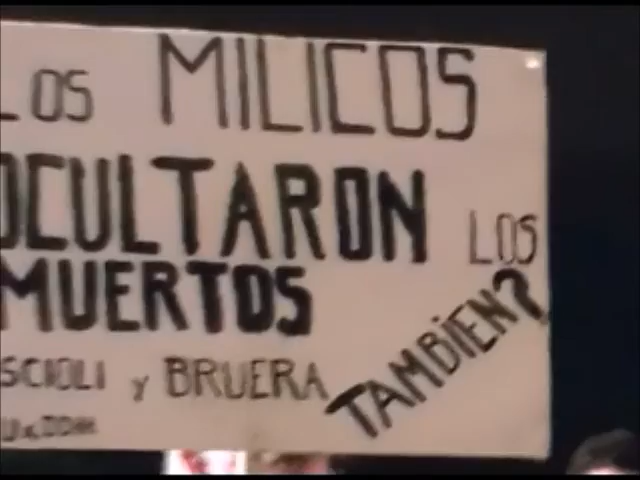 LOS MILICOS
OCULTARON LOS
MUERTOS
SCIOLI y BRUERA
TAMBIEN?